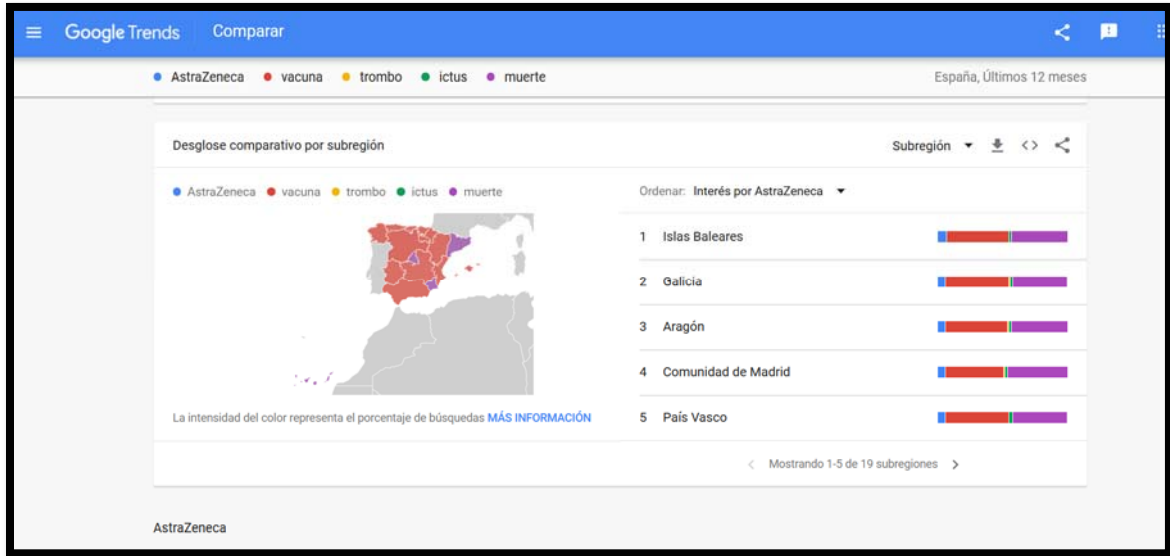 Google Trends Comparar
AstraZeneca vacuna trombo ictus muerte
España, Últimos 12 meses
Desglose comparativo por subregión
Subregión
AstraZeneca vacuna trombo ictus muerte
La intensidad del color representa el porcentaje de búsquedas MÁS INFORMACIÓN
Ordenar: Interés por AstraZeneca
1 Islas Baleares
2 Galicia
3 Aragón
4 Comunidad de Madrid
5 País Vasco
Mostrando 1-5 de 19 subregiones
AstraZeneca